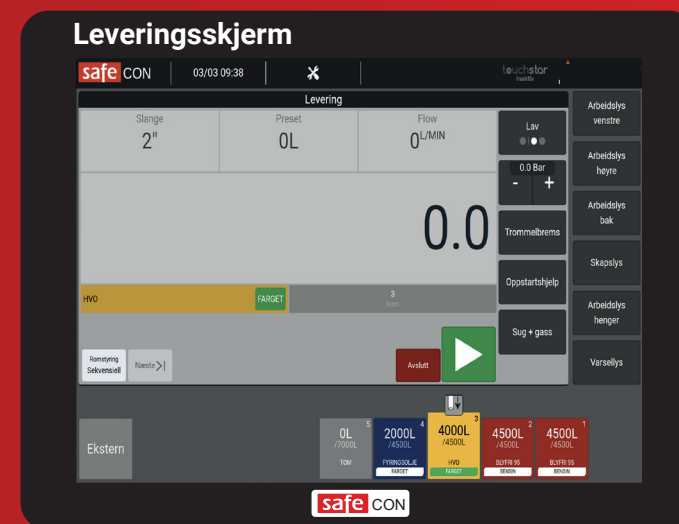 Leveringsskjerm
safe CON
03/03 09:38
touchstar
Inaktiv
Levering
Slange
2"
Preset
0L
Flow
0L/MIN
Lav
0.0 Bar
- +
0.0
Trommelbrems
Oppstartshjelp
Sug + gass
HVO
FARGET
3
Rom
Romstyring
Sekvensiell
Næste
Avslutt
Arbeidslys
venstre
Arbeidslys
høyre
Arbeidslys
bak
Skapslys
Arbeidslys
henger
Varsellys
Ekstern
5
0L
/7000L
TOM
4
2000L
/4500L
FYRINGSOLJE
FARGET
3
4000L
/4500L
HVO
FARGET
2
4500L
/4500L
BLYFRI 95
BENSIN
1
4500L
/4500L
BLYFRI 95
BENSIN
safe CON